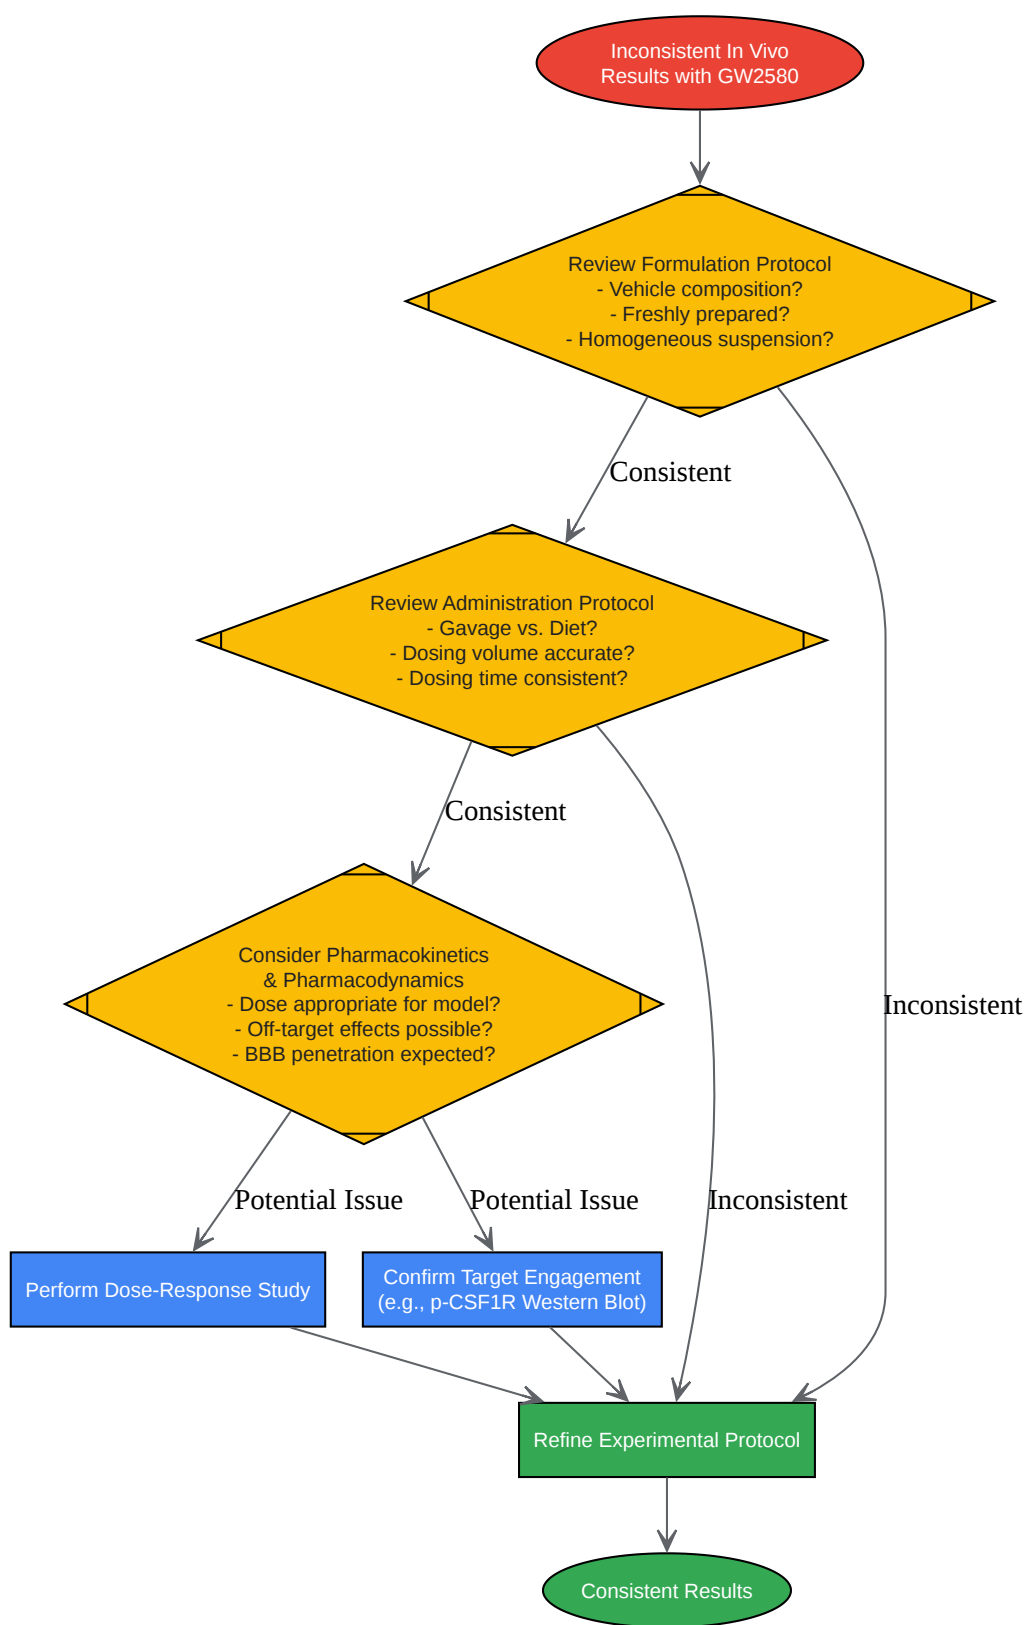 Inconsistent In Vivo
Results with GW2580
Review Formulation Protocol
- Vehicle composition?
- Freshly prepared?
- Homogeneous suspension?
Consistent
Review Administration Protocol
- Gavage vs. Diet?
- Dosing volume accurate?
- Dosing time consistent?
Consistent
Consider Pharmacokinetics
& Pharmacodynamics
- Dose appropriate for model?
- Off-target effects possible?
- BBB penetration expected?
Inconsistent
Potential Issue
Potential Issue
Inconsistent
Perform Dose-Response Study
Confirm Target Engagement
(e.g., p-CSF1R Western Blot)
Refine Experimental Protocol
Consistent Results